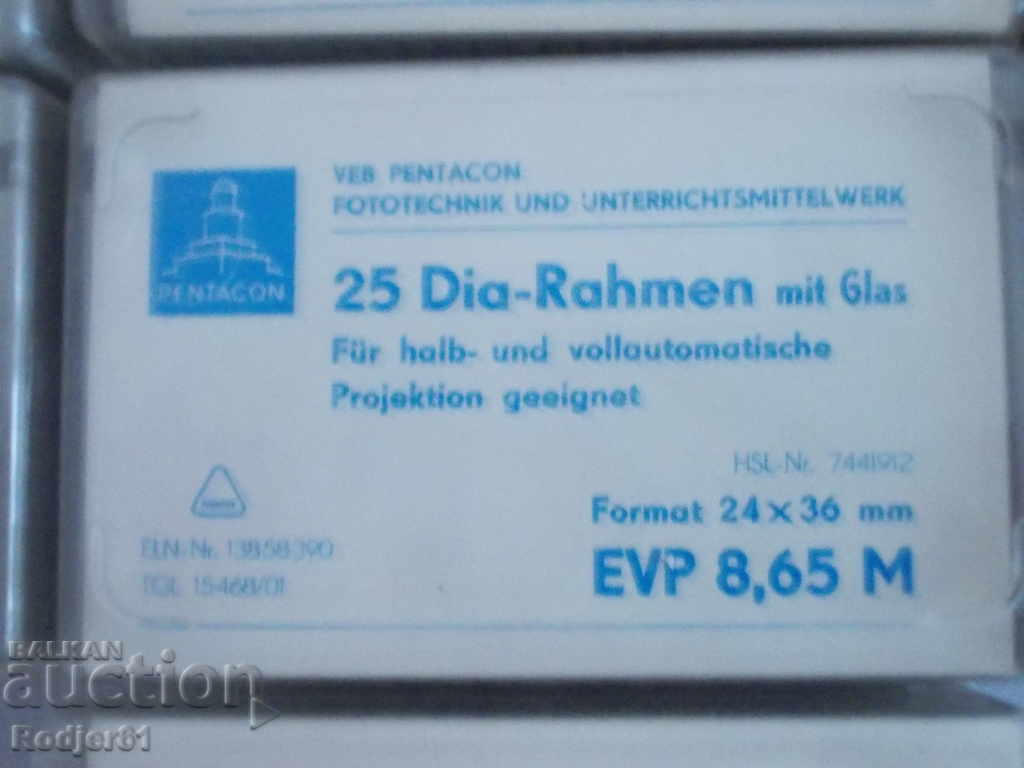 VEB PENTACON
FOTOTECHNIK UND UNTERRICHTSMITTELWERK
PENTACON
25 Dia-Rahmen mit Glas
Für halb- und vollautomatische
Projektion geeignet
HSL-Nr. 7441912
Format 24 x 36 mm
ELN-Nr. 13858390
TGL 15468/01
EVP 8,65 M
BALKAN
auction
Rodjer61